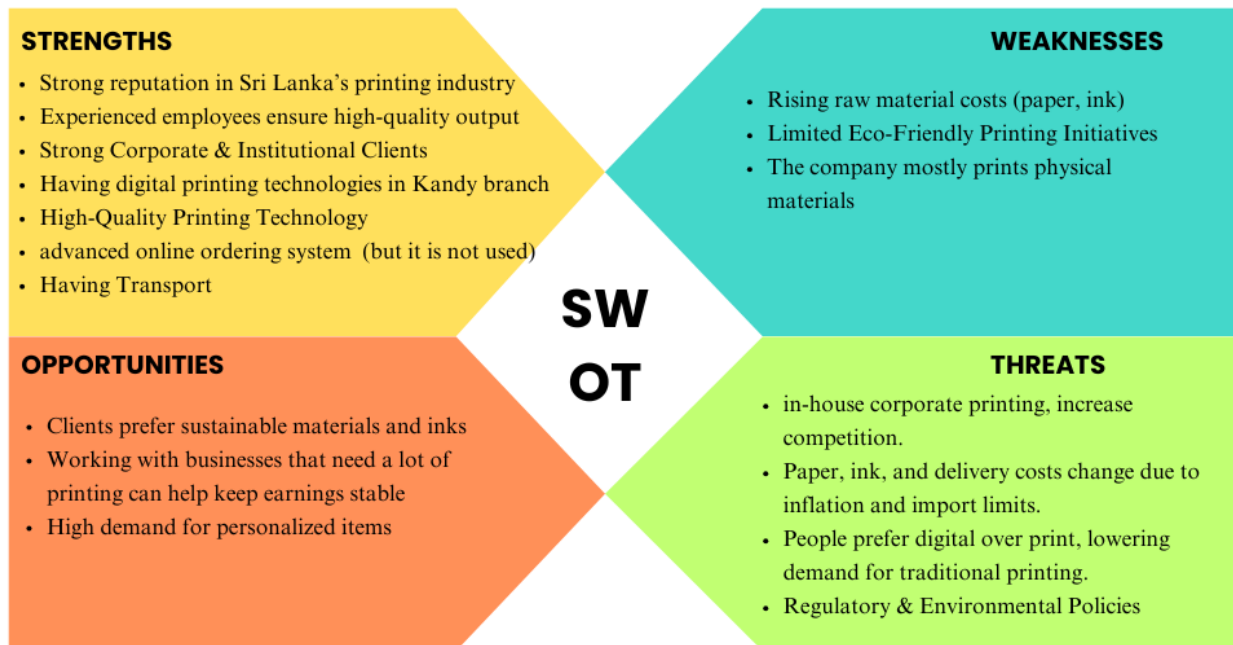 STRENGTHS
• Strong reputation in Sri Lanka’s printing industry
• Experienced employees ensure high-quality output
• Strong Corporate & Institutional Clients
• Having digital printing technologies in Kandy branch
• High-Quality Printing Technology
• advanced online ordering system (but it is not used)
• Having Transport
WEAKNESSES
• Rising raw material costs (paper, ink)
• Limited Eco-Friendly Printing Initiatives
• The company mostly prints physical
materials
SW
OT
OPPORTUNITIES
• Clients prefer sustainable materials and inks
• Working with businesses that need a lot of
printing can help keep earnings stable
• High demand for personalized items
THREATS
• in-house corporate printing, increase
competition.
• Paper, ink, and delivery costs change due to
inflation and import limits.
• People prefer digital over print, lowering
demand for traditional printing.
• Regulatory & Environmental Policies